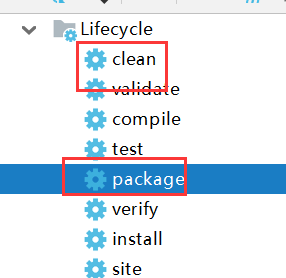 Lifecycle
clean
validate
compile
test
package
verify
install
site